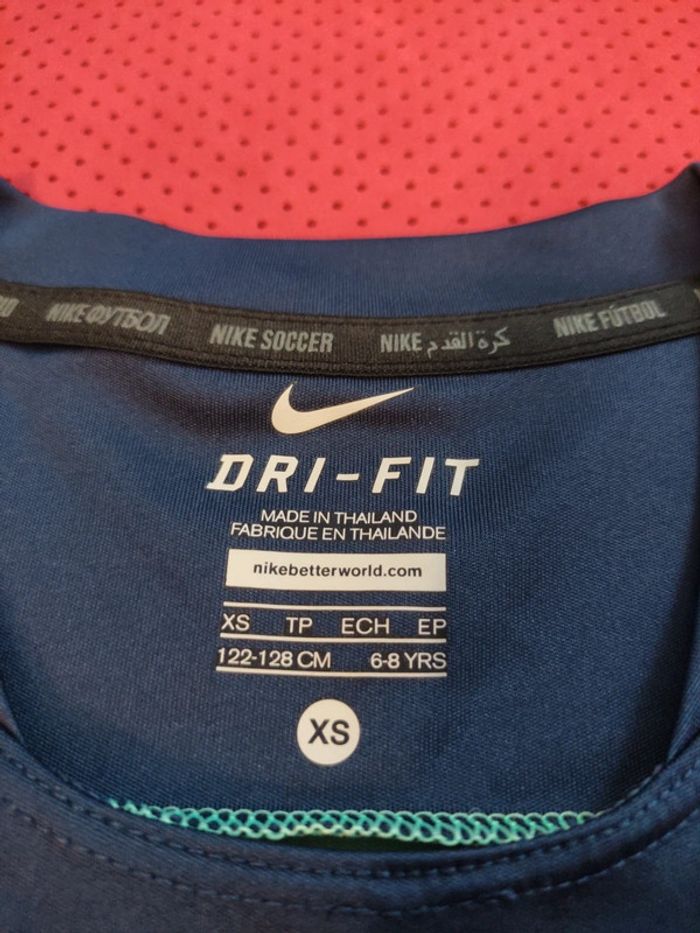 NIKE ФУТБОЛ NIKE SOCCER NIKE كرة القدم NIKE FÚTBOL
DRI-FIT
MADE IN THAILAND
FABRIQUE EN THAILANDE
nikebetterworld.com
XS TP ECH EP
122-128 CM 6-8 YRS
XS